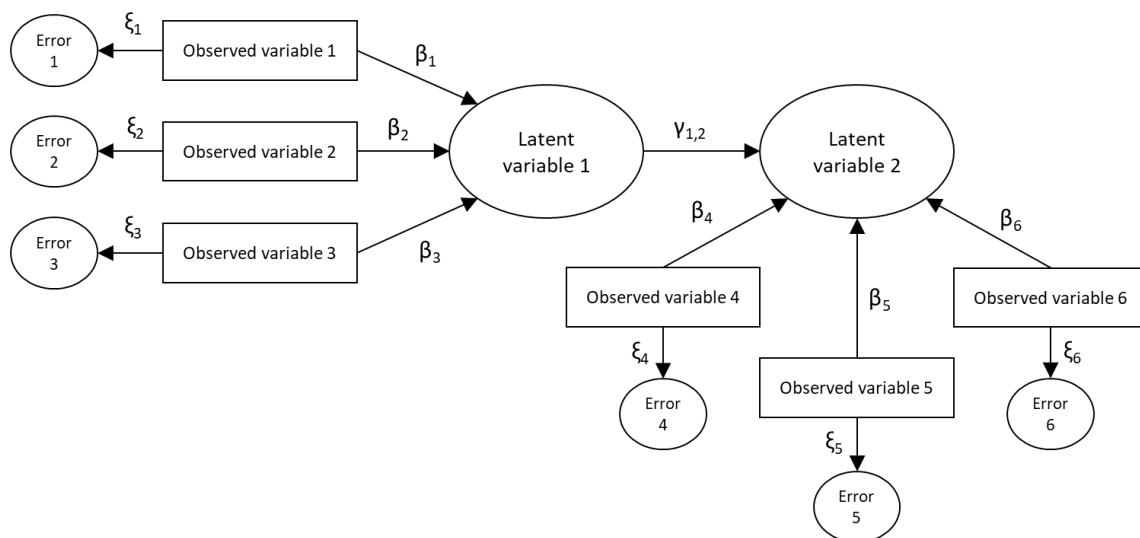 ξ1
Error
1
Observed variable 1
β1
ξ2
Error
2
Observed variable 2
β2
Latent
variable 1
γ1,2
Latent
variable 2
ξ3
Error
3
Observed variable 3
β3
β4
β6
Observed variable 4
β5
Observed variable 6
ξ4
ξ6
Error
4
Observed variable 5
Error
6
ξ5
Error
5